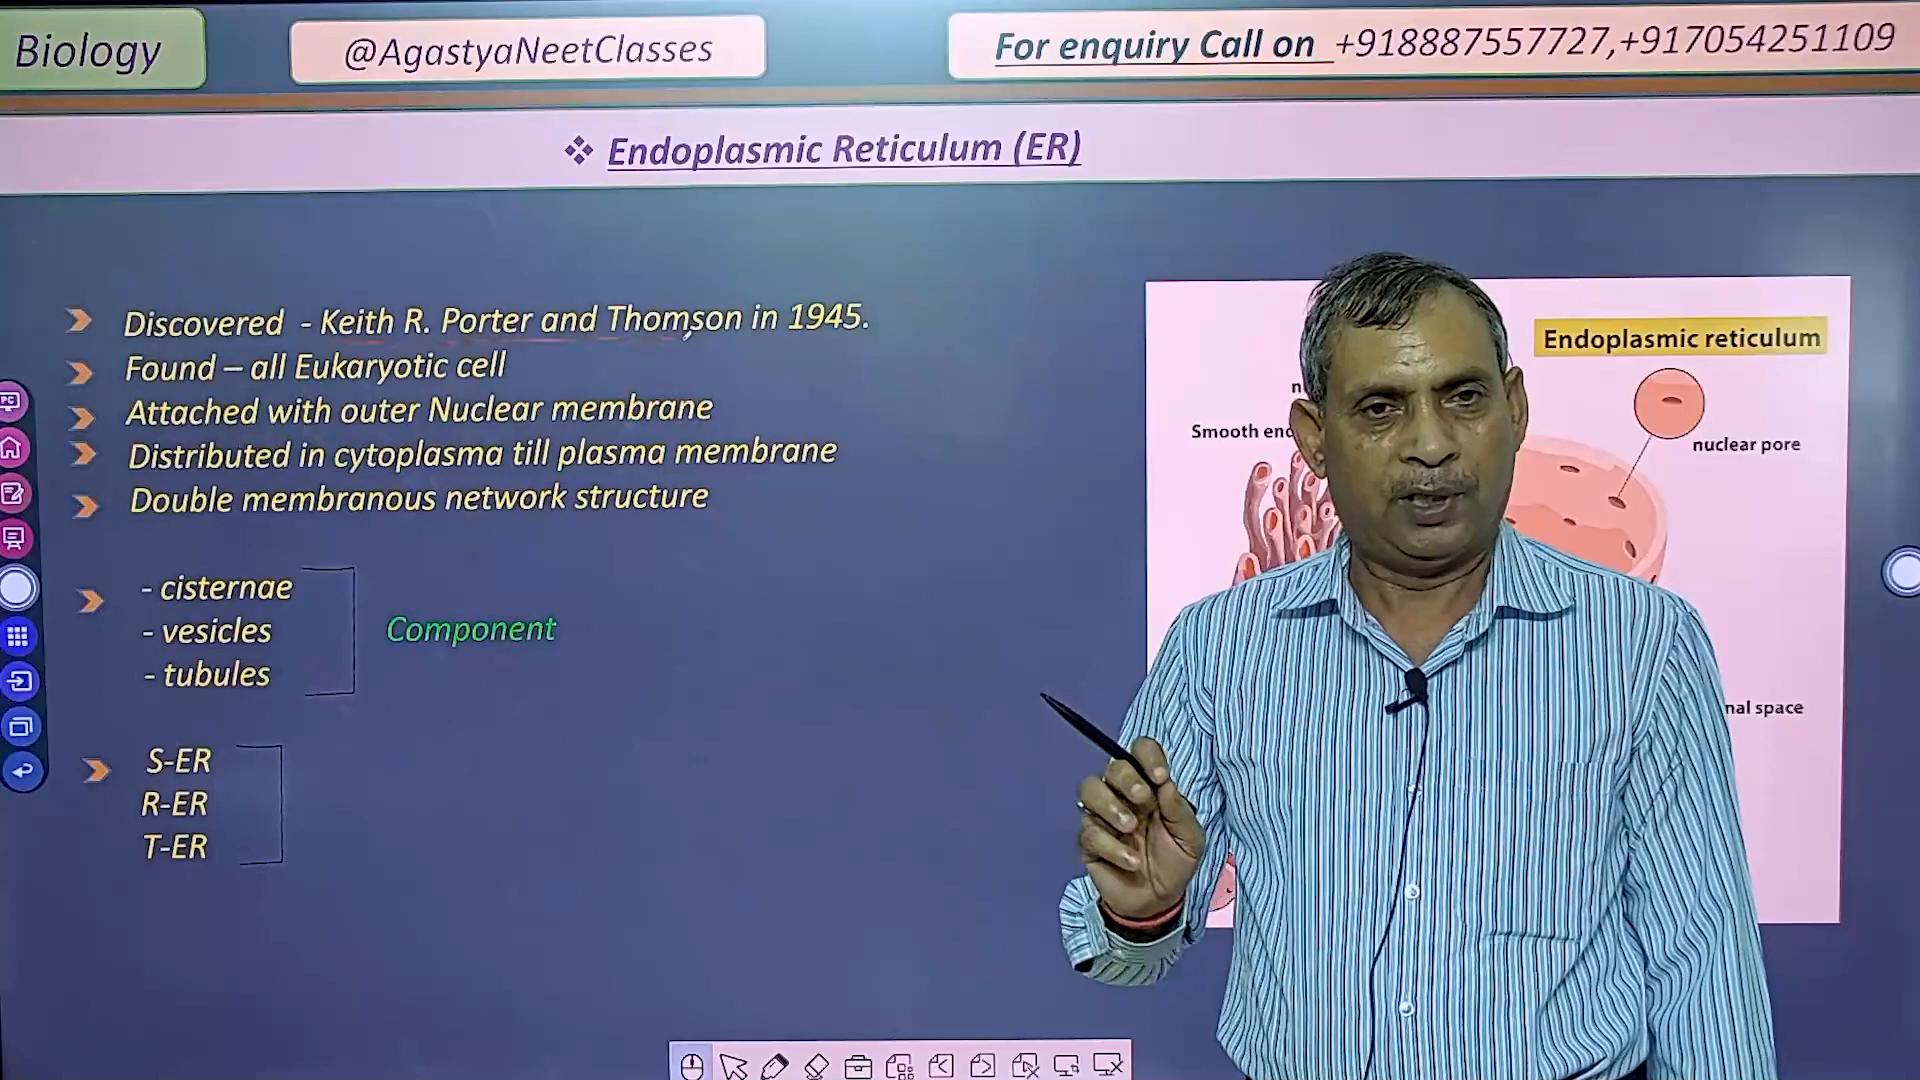 Biology
@AgastyaNeetClasses
For enquiry Call on +918887557727,+917054251109
❖ Endoplasmic Reticulum (ER)
Discovered - Keith R. Porter and Thomson in 1945.
Found – all Eukaryotic cell
Attached with outer Nuclear membrane
Distributed in cytoplasma till plasma membrane
Double membranous network structure
- cisternae
- vesicles
- tubules
Component
S-ER
R-ER
T-ER
Endoplasmic reticulum
Smooth
nuclear pore
space
PC